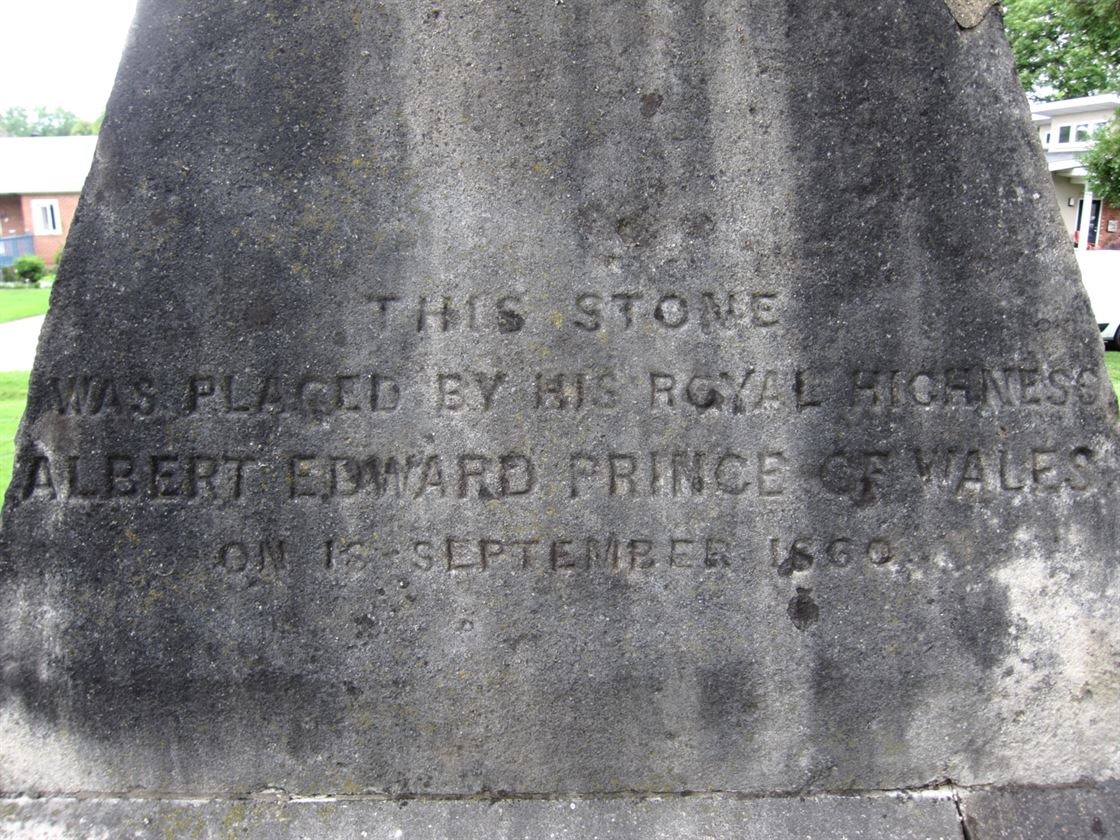 THIS STONE
WAS PLACED BY HIS ROYAL HIGHNESS
ALBERT EDWARD PRINCE OF WALES
ON 18 SEPTEMBER 1860